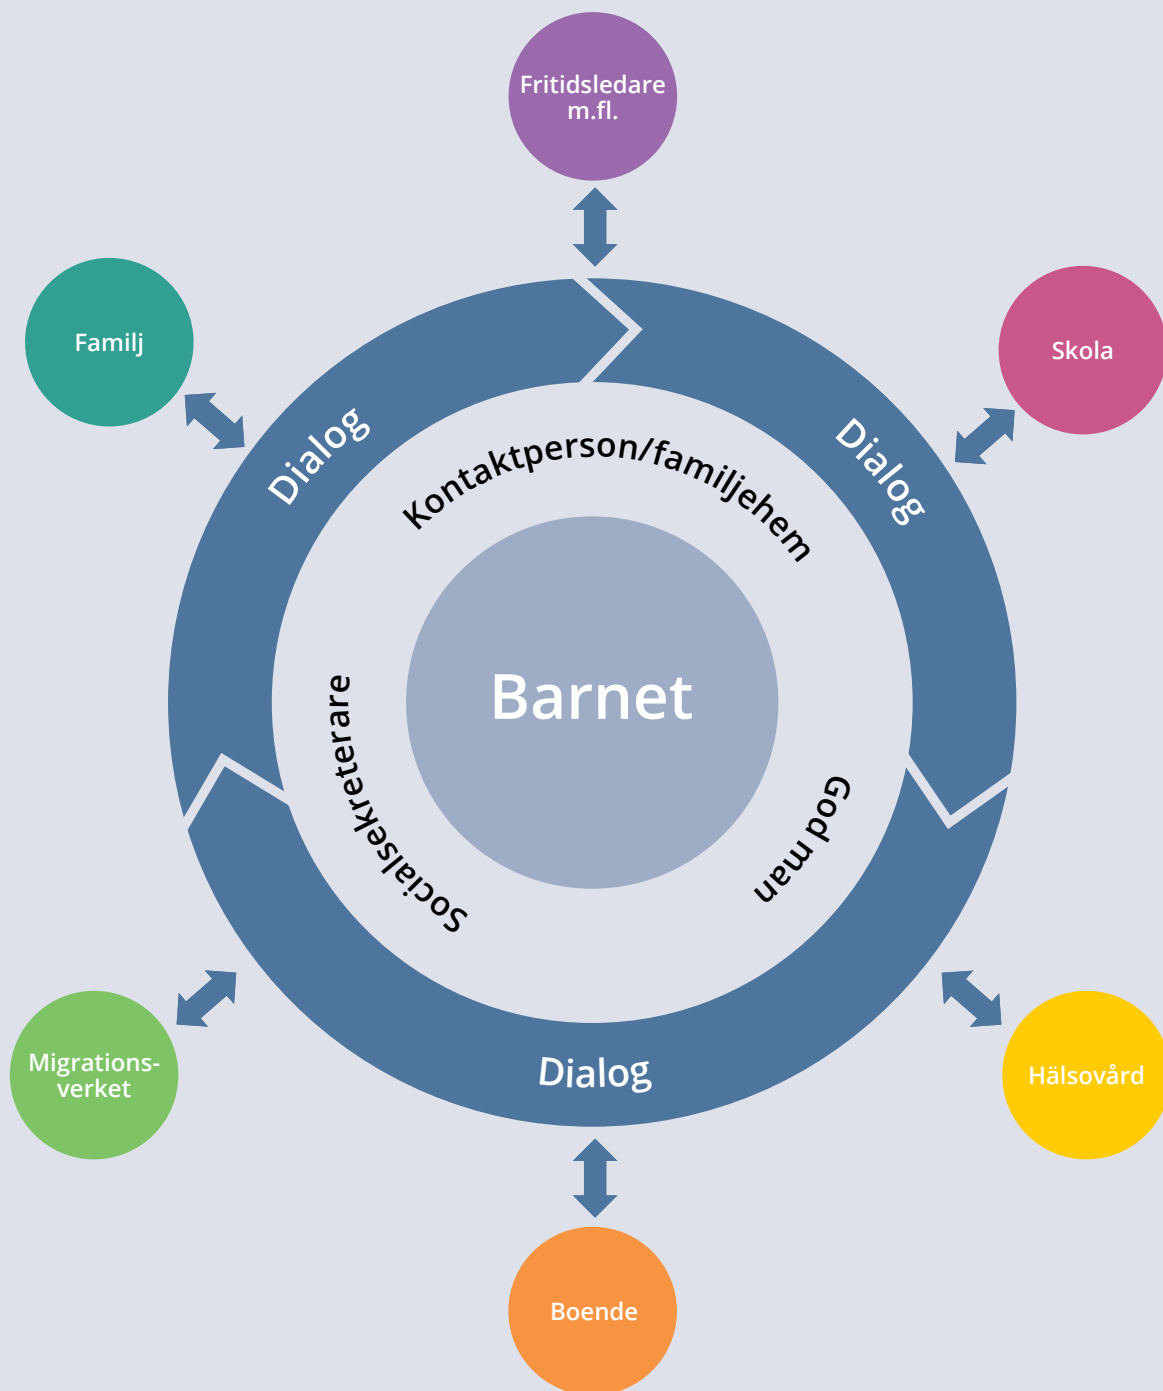 Fritidsledare
m.fl.
Familj
Skola
Dialog
Dialog
Kontaktperson/familjehem
Barnet
Socialsekreterare
God man
Migrations-
verket
Hälsovård
Dialog
Boende